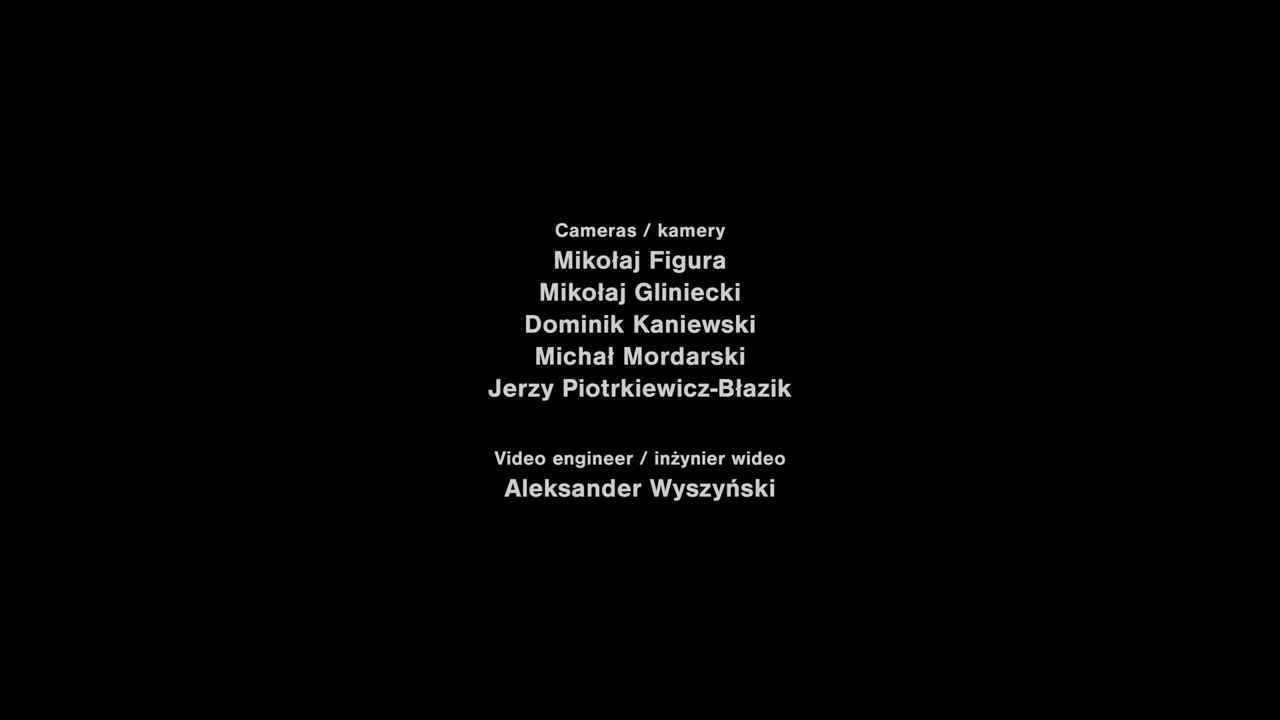 Cameras / kamery
Mikołaj Figura
Mikołaj Gliniecki
Dominik Kaniewski
Michał Mordarski
Jerzy Piotrkiewicz-Błazik
Video engineer / inżynier wideo
Aleksander Wyszyński